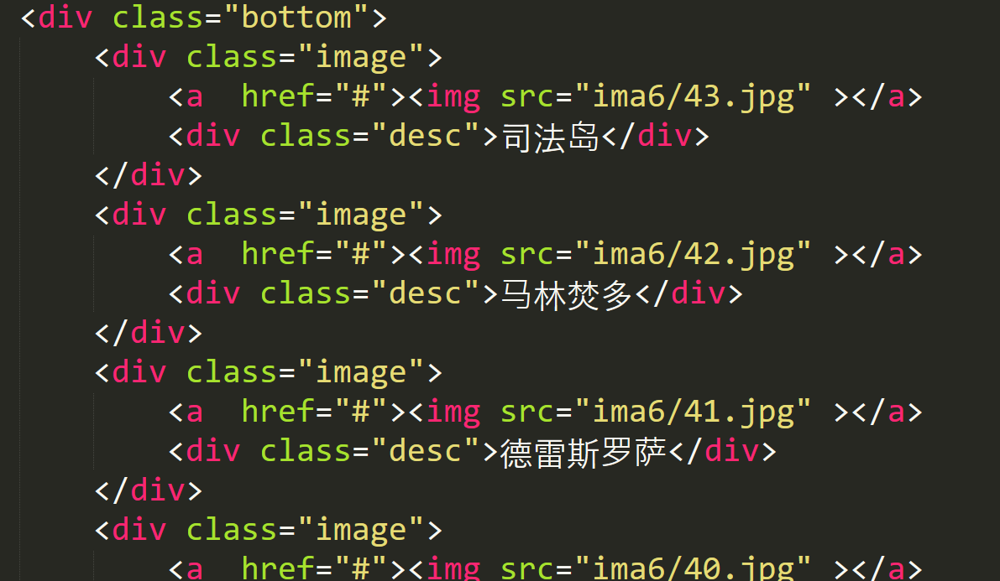 <div class="bottom">
<div class="image">
<a  href="#"><img src="ima6/43.jpg" ></a>
<div class="desc">司法岛</div>
</div>
<div class="image">
<a  href="#"><img src="ima6/42.jpg" ></a>
<div class="desc">马林焚多</div>
</div>
<div class="image">
<a  href="#"><img src="ima6/41.jpg" ></a>
<div class="desc">德雷斯罗萨</div>
</div>
<div class="image">
<a  href="#"><img src="ima6/40.jpg" ></a>